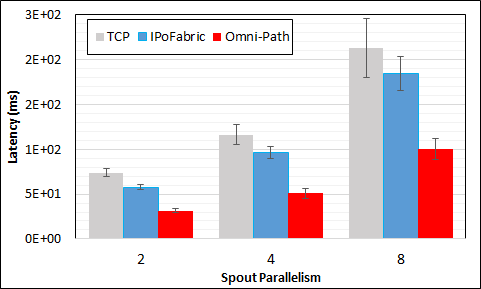 3E+02
TCP IPoFabric Omni-Path
2E+02
2E+02
1E+02
5E+01
0E+00
Latency (ms)
2 4 8
Spout Parallelism